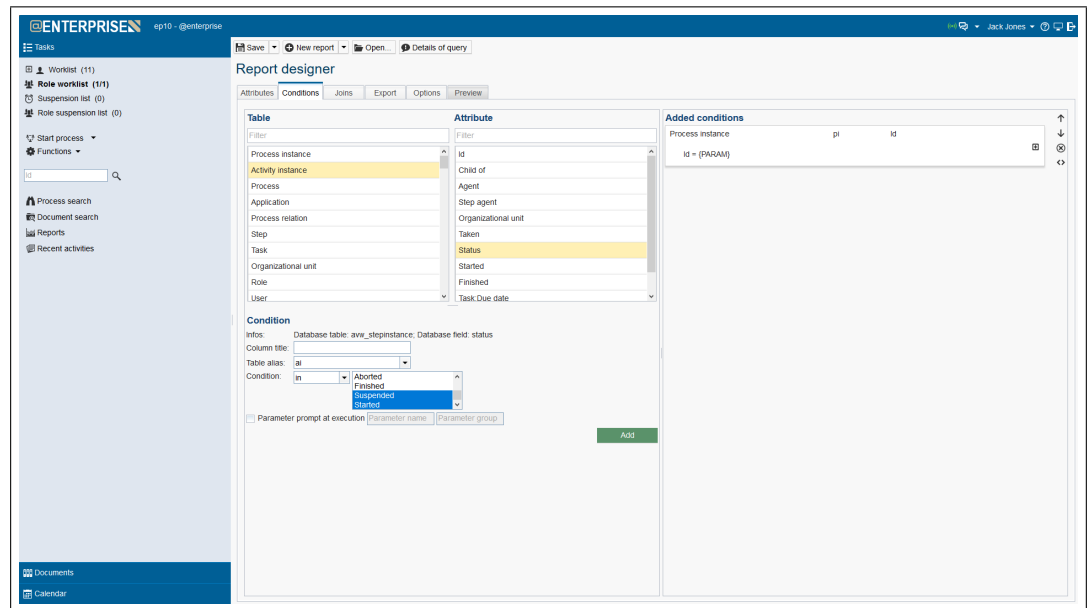 @ENTERPRISE ep10 - @enterprise Jack Jones
Tasks
Worklist (11)
Role worklist (1/1)
Suspension list (0)
Role suspension list (0)
Start process
Functions
id
Process search
Document search
Reports
Recent activities
Documents
Calendar
Save New report Open... Details of query
Report designer
Attributes Conditions Joins Export Options Preview
Table
Filter
Process instance
Activity instance
Process
Application
Process relation
Step
Task
Organizational unit
Role
User
Attribute
Filter
Id
Child of
Agent
Step agent
Organizational unit
Taken
Status
Started
Finished
Task:Due date
Condition
Infos: Database table: avw_stepinstance; Database field: status
Column title:
Table alias: ai
Condition: in
Aborted
Finished
Suspended
Started
Parameter prompt at execution Parameter name Parameter group
Add
Added conditions
Process instance pi Id
Id = {PARAM}